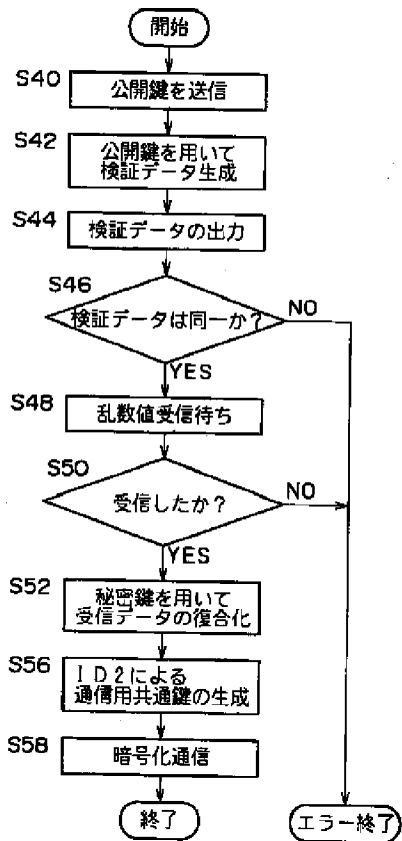 開始
S40
公開鍵を送信
S42
公開鍵を用いて
検証データ生成
S44
検証データの出力
S46
検証データは同一か？
NO
YES
S48
乱数値受信待ち
S50
受信したか？
NO
YES
S52
秘密鍵を用いて
受信データの復合化
S56
ID2による
通信用共通鍵の生成
S58
暗号化通信
終了
エラー終了